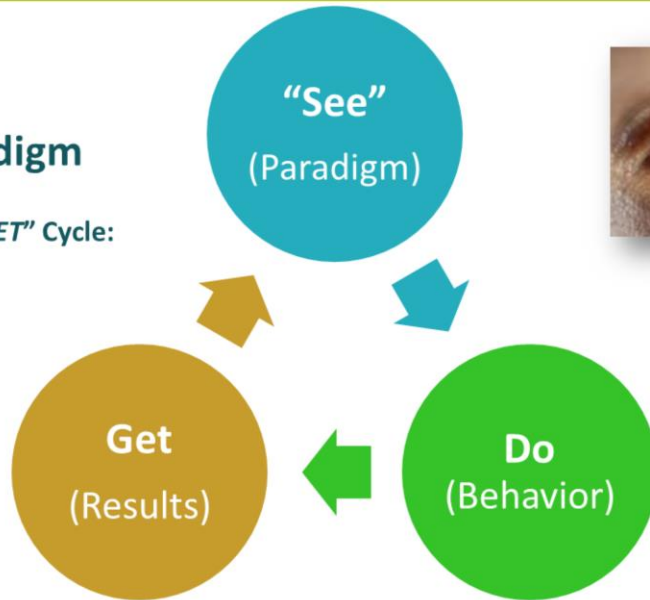 digm
ET” Cycle:
“See”
(Paradigm)
Get
(Results)
Do
(Behavior)